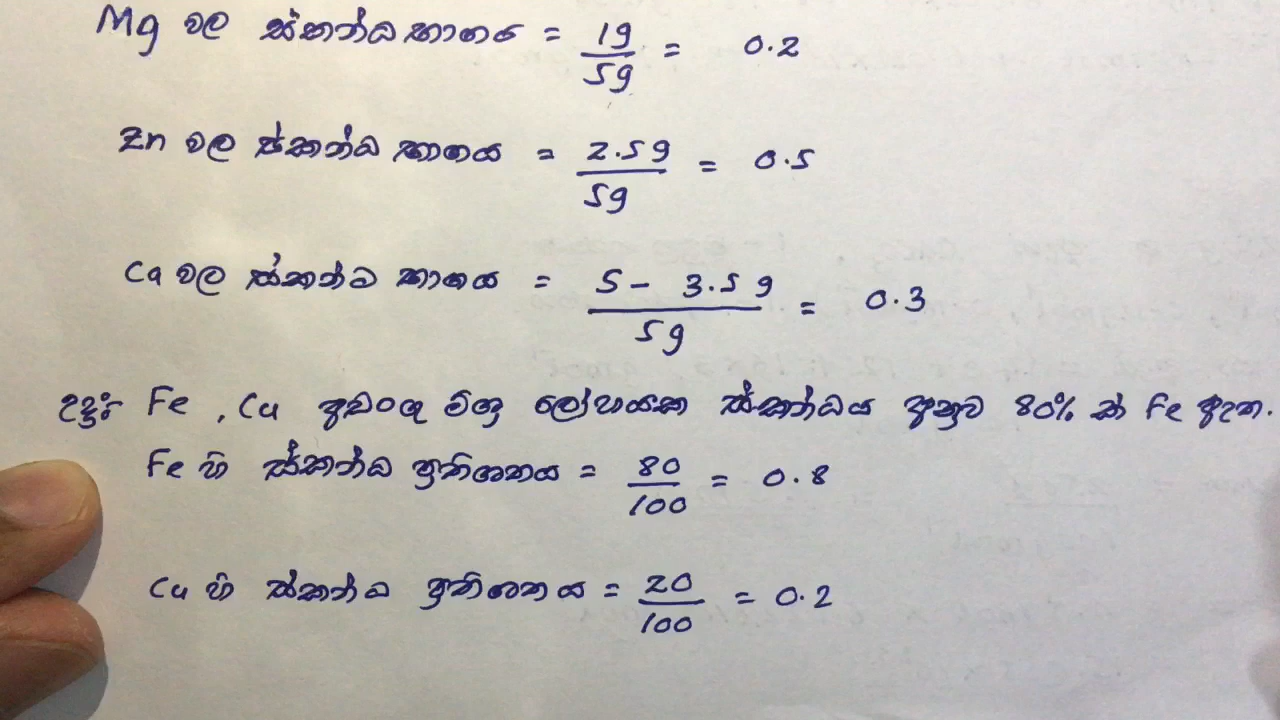 Mg වල ස්කන්ධ භාගය = 1g/5g = 0.2
Zn වල ස්කන්ධ භාගය = 2.5g/5g = 0.5
Ca වල ස්කන්ධ භාගය = 5 - 3.5g/5g = 0.3
උදා: Fe , Cu අඩංගු මිශ්‍ර ලෝහයක ස්කන්ධය අනුව 80% ක් Fe ඇත.
Fe හි ස්කන්ධ ප්‍රතිශතය = 80/100 = 0.8
Cu හි ස්කන්ධ ප්‍රතිශතය = 20/100 = 0.2